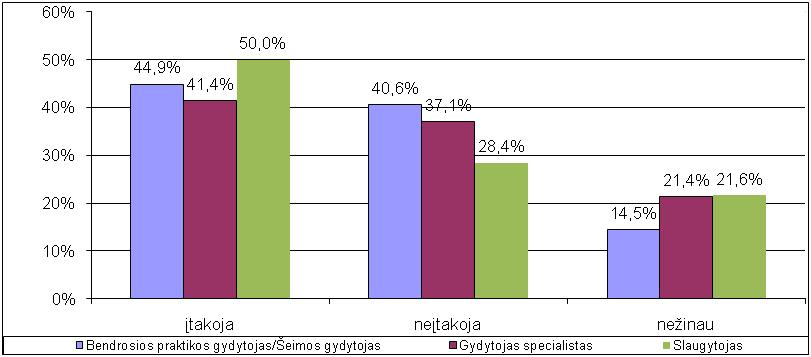 60%
50%
40%
30%
20%
10%
0%
44,9%
41,4%
50,0%
40,6%
37,1%
28,4%
14,5%
21,4%
21,6%
įtakoja
neįtakoja
nežinau
Bendrosios praktikos gydytojas/Šeimos gydytojas
Gydytojas specialistas
Slaugytojas